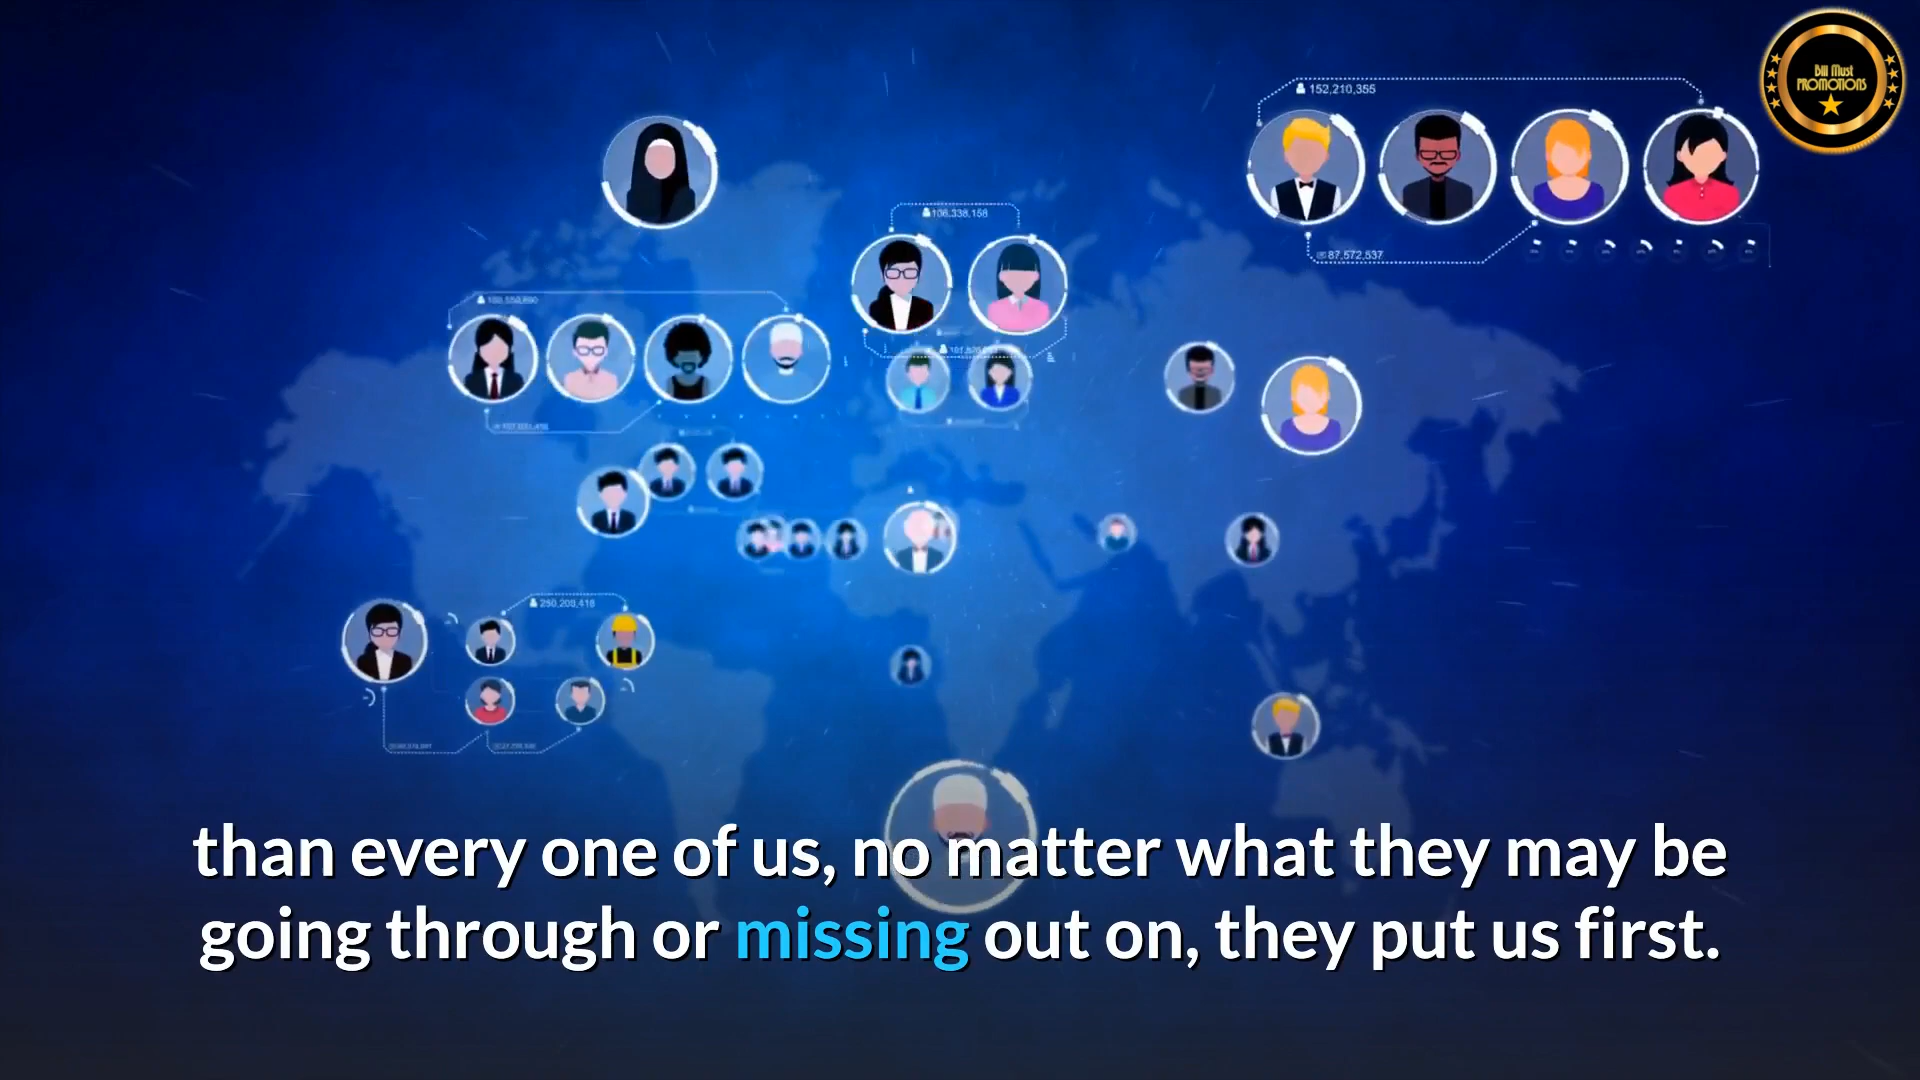 Bill Must
PROMOTIONS
152,210,355
106,338,158
87,572,537
250,208,418
than every one of us, no matter what they may be
going through or missing out on, they put us first.